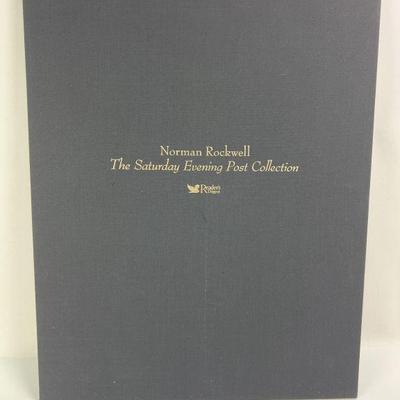 Norman Rockwell
The Saturday Evening Post Collection
Reader's
Digest